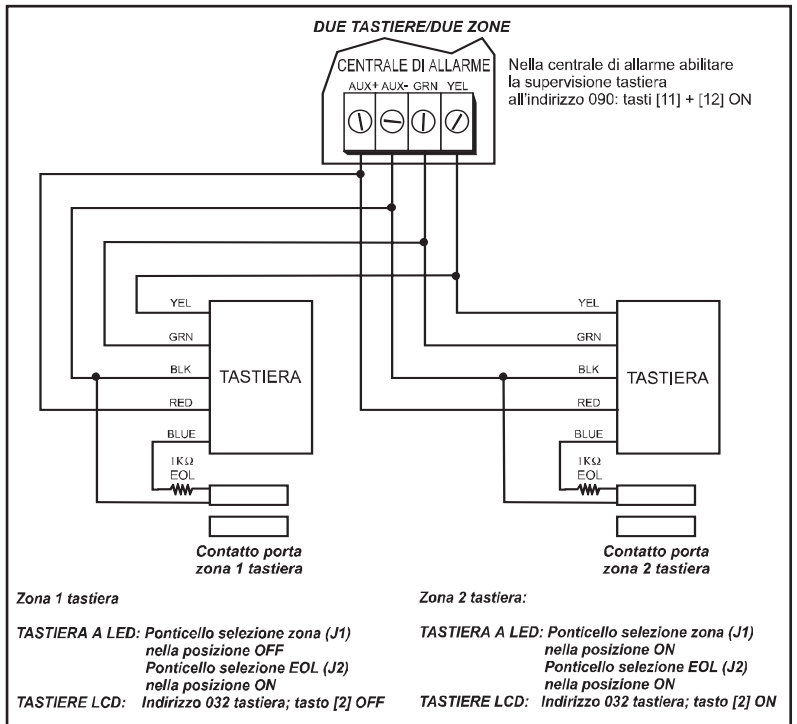 DUE TASTIERE/DUE ZONE
CENTRALE DI ALLARME
AUX+ AUX- GRN YEL
Nella centrale di allarme abilitare
la supervisione tastiera
all'indirizzo 090: tasti [11] + [12] ON
YEL
GRN
BLK
RED
BLUE
TASTIERA
1KΩ
EOL
Contatto porta
zona 1 tastiera
YEL
GRN
BLK
RED
BLUE
TASTIERA
1KΩ
EOL
Contatto porta
zona 2 tastiera
Zona 1 tastiera
TASTIERA A LED: Ponticello selezione zona (J1)
nella posizione OFF
Ponticello selezione EOL (J2)
nella posizione ON
TASTIERE LCD: Indirizzo 032 tastiera; tasto [2] OFF
Zona 2 tastiera:
TASTIERA A LED: Ponticello selezione zona (J1)
nella posizione ON
Ponticello selezione EOL (J2)
nella posizione ON
TASTIERE LCD: Indirizzo 032 tastiera; tasto [2] ON